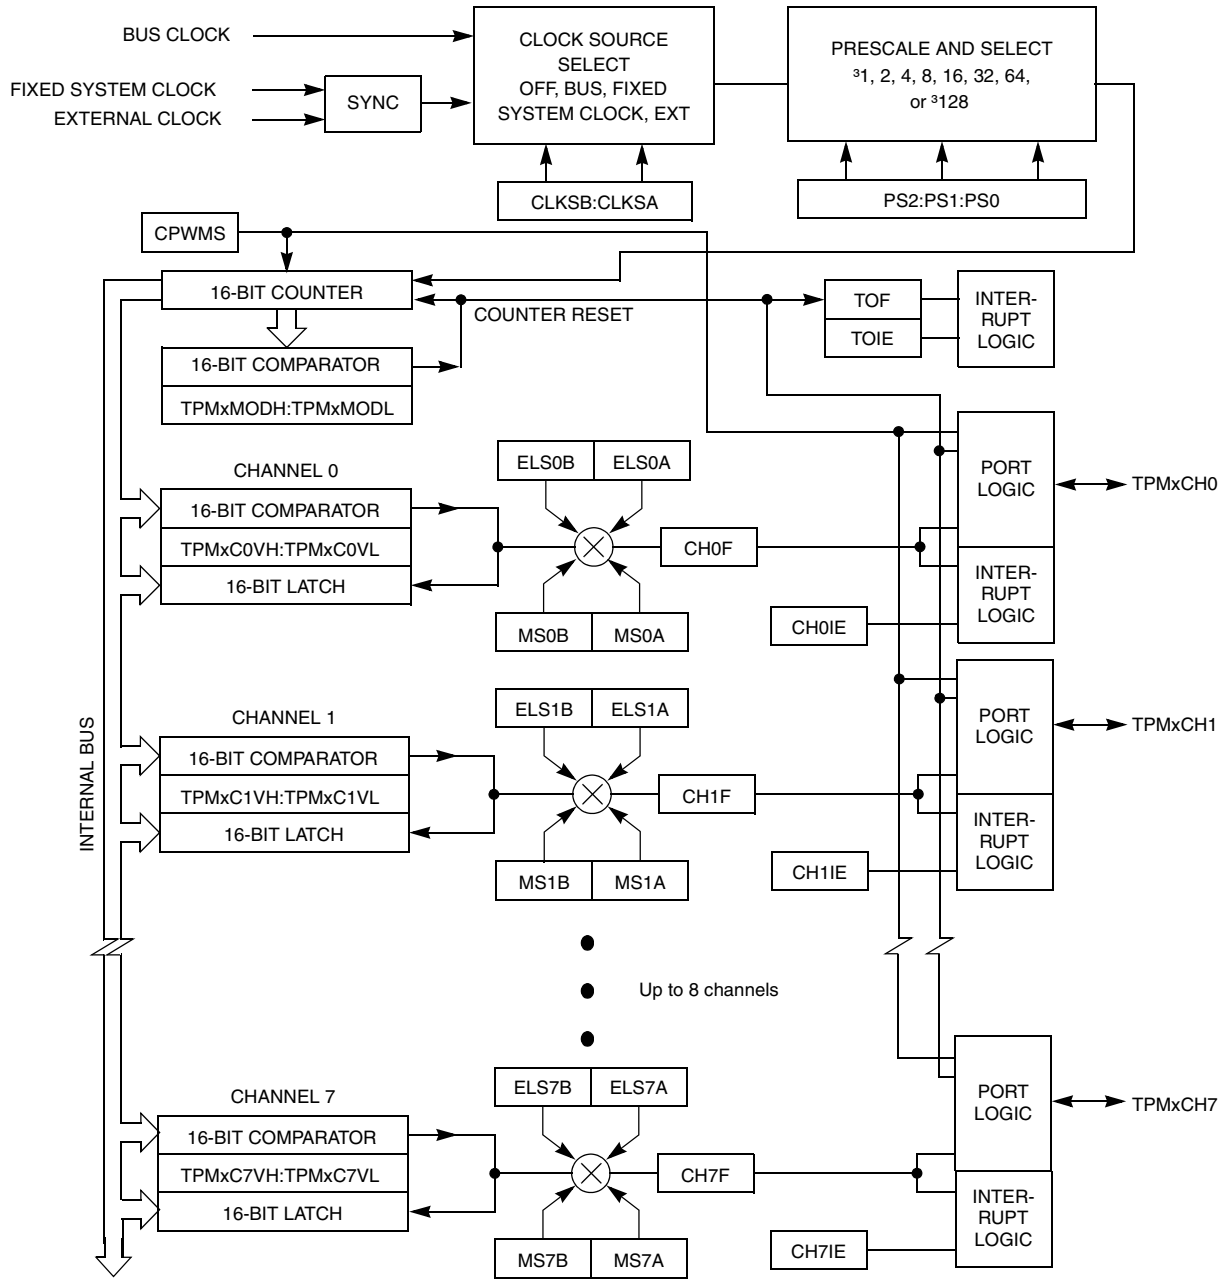 BUS CLOCK
FIXED SYSTEM CLOCK
EXTERNAL CLOCK
SYNC
CLOCK SOURCE
SELECT
OFF, BUS, FIXED
SYSTEM CLOCK, EXT
PRESCALE AND SELECT
³1, 2, 4, 8, 16, 32, 64,
or ³128
CLKSB:CLKSA
PS2:PS1:PS0
CPWMS
16-BIT COUNTER
COUNTER RESET
TOF
TOIE
INTER-
RUPT
LOGIC
16-BIT COMPARATOR
TPMxMODH:TPMxMODL
CHANNEL 0
16-BIT COMPARATOR
TPMxC0VH:TPMxC0VL
16-BIT LATCH
ELS0B
ELS0A
MS0B
MS0A
CH0F
CH0IE
PORT
LOGIC
INTER-
RUPT
LOGIC
TPMxCH0
INTERNAL BUS
CHANNEL 1
16-BIT COMPARATOR
TPMxC1VH:TPMxC1VL
16-BIT LATCH
ELS1B
ELS1A
MS1B
MS1A
CH1F
CH1IE
PORT
LOGIC
INTER-
RUPT
LOGIC
TPMxCH1
Up to 8 channels
CHANNEL 7
16-BIT COMPARATOR
TPMxC7VH:TPMxC7VL
16-BIT LATCH
ELS7B
ELS7A
MS7B
MS7A
CH7F
CH7IE
PORT
LOGIC
INTER-
RUPT
LOGIC
TPMxCH7